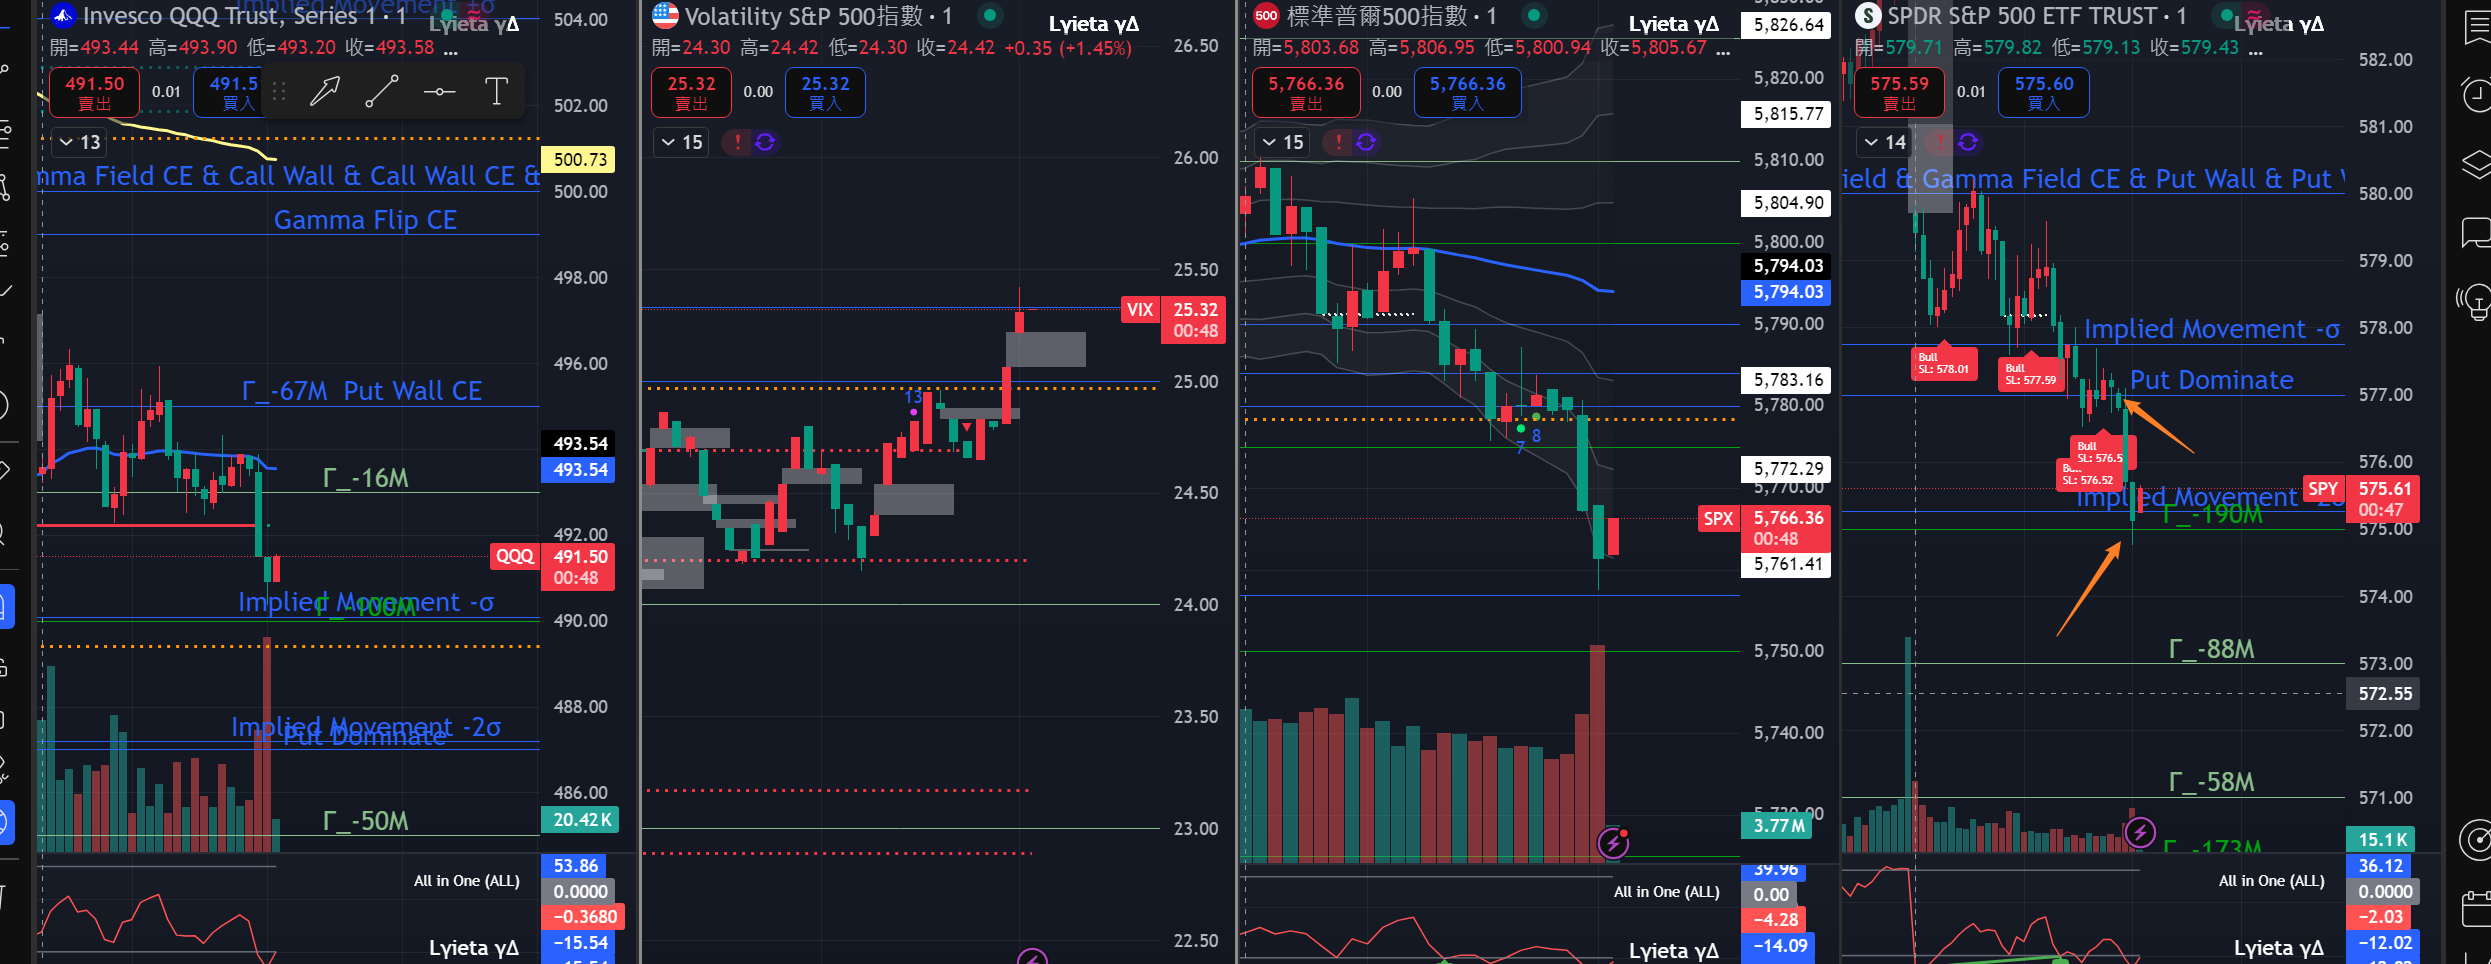 Invesco QQQ Trust, Series 1 · 1
Lyieta γΔ
開=493.44 高=493.90 低=493.20 收=493.58 ...
491.50
賣出
0.01
491.5
買入
13
Implied Movement
mma Field CE & Call Wall & Call Wall CE &
Gamma Flip CE
Γ_-67M Put Wall CE
Γ_-16M
Implied Movement -σ
Γ_-100M
Implied Movement -2σ
Put Dominate
Γ_-50M
504.00
502.00
500.73
500.00
498.00
496.00
493.54
493.54
492.00
QQQ 491.50
00:48
490.00
488.00
486.00
20.42 K
53.86
0.0000
−0.3680
−15.54
All in One (ALL)
Lyieta γΔ
Volatility S&P 500指數 · 1
Lyieta γΔ
開=24.30 高=24.42 低=24.30 收=24.42 +0.35 (+1.45%)
25.32
賣出
0.00
25.32
買入
15
!
13
26.50
26.00
25.50
VIX 25.32
00:48
25.00
24.50
24.00
23.50
23.00
22.50
500
標準普爾500指數 · 1
Lyieta γΔ
開=5,803.68 高=5,806.95 低=5,800.94 收=5,805.67 ...
5,766.36
賣出
0.00
5,766.36
買入
15
!
7
8
5,826.64
5,820.00
5,815.77
5,810.00
5,804.90
5,800.00
5,794.03
5,794.03
5,790.00
5,783.16
5,780.00
5,772.29
5,770.00
SPX 5,766.36
00:48
5,761.41
5,750.00
5,740.00
3.77 M
39.96
0.00
−4.28
−14.09
All in One (ALL)
Lyieta γΔ
S
SPDR S&P 500 ETF TRUST · 1
Lyieta γΔ
開=579.71 高=579.82 低=579.13 收=579.43 ...
575.59
賣出
0.01
575.60
買入
14
!
ield & Gamma Field CE & Put Wall & Put
Implied Movement -σ
Put Dominate
Bull
SL: 578.01
Bull
SL: 577.59
Bull
SL: 576.5
SL: 576.52
Implied Movement -2σ
Γ_-190M
Γ_-88M
Γ_-58M
Γ_-173M
582.00
581.00
580.00
579.00
578.00
577.00
576.00
SPY 575.61
00:47
575.00
574.00
573.00
572.55
572.00
571.00
15.1 K
36.12
0.0000
−2.03
−12.02
All in One (ALL)
Lyieta γΔ